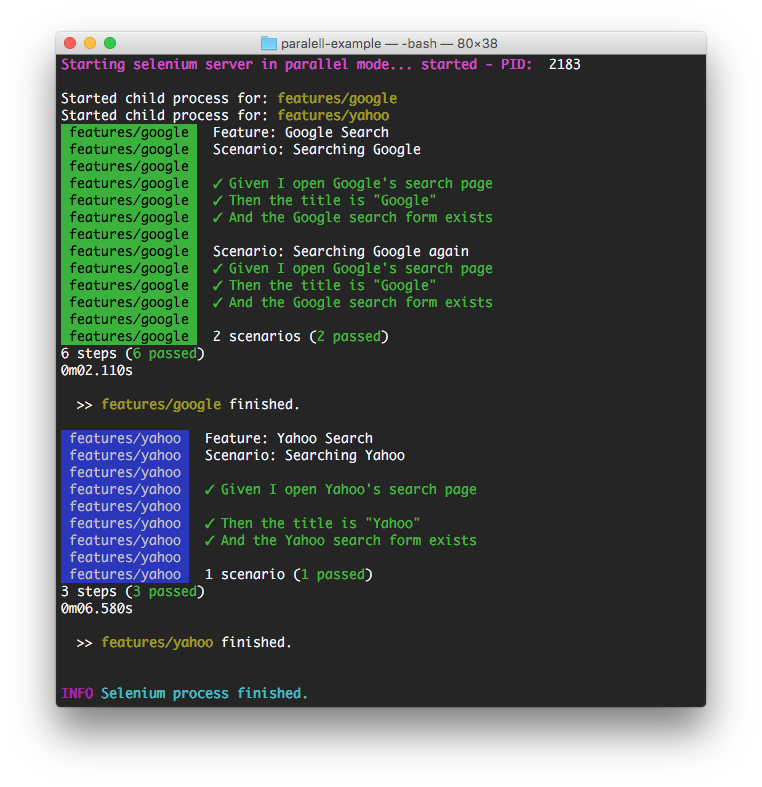 paralell-example — -bash — 80×38
Starting selenium server in parallel mode... started - PID:  2183
Started child process for: features/google
Started child process for: features/yahoo
features/google  Feature: Google Search
features/google  Scenario: Searching Google
features/google
features/google  ✓ Given I open Google's search page
features/google  ✓ Then the title is "Google"
features/google  ✓ And the Google search form exists
features/google
features/google  Scenario: Searching Google again
features/google  ✓ Given I open Google's search page
features/google  ✓ Then the title is "Google"
features/google  ✓ And the Google search form exists
features/google
features/google  2 scenarios (2 passed)
6 steps (6 passed)
0m02.110s
>> features/google finished.
features/yahoo  Feature: Yahoo Search
features/yahoo  Scenario: Searching Yahoo
features/yahoo
features/yahoo  ✓ Given I open Yahoo's search page
features/yahoo
features/yahoo  ✓ Then the title is "Yahoo"
features/yahoo  ✓ And the Yahoo search form exists
features/yahoo
features/yahoo  1 scenario (1 passed)
3 steps (3 passed)
0m06.580s
>> features/yahoo finished.
INFO Selenium process finished.